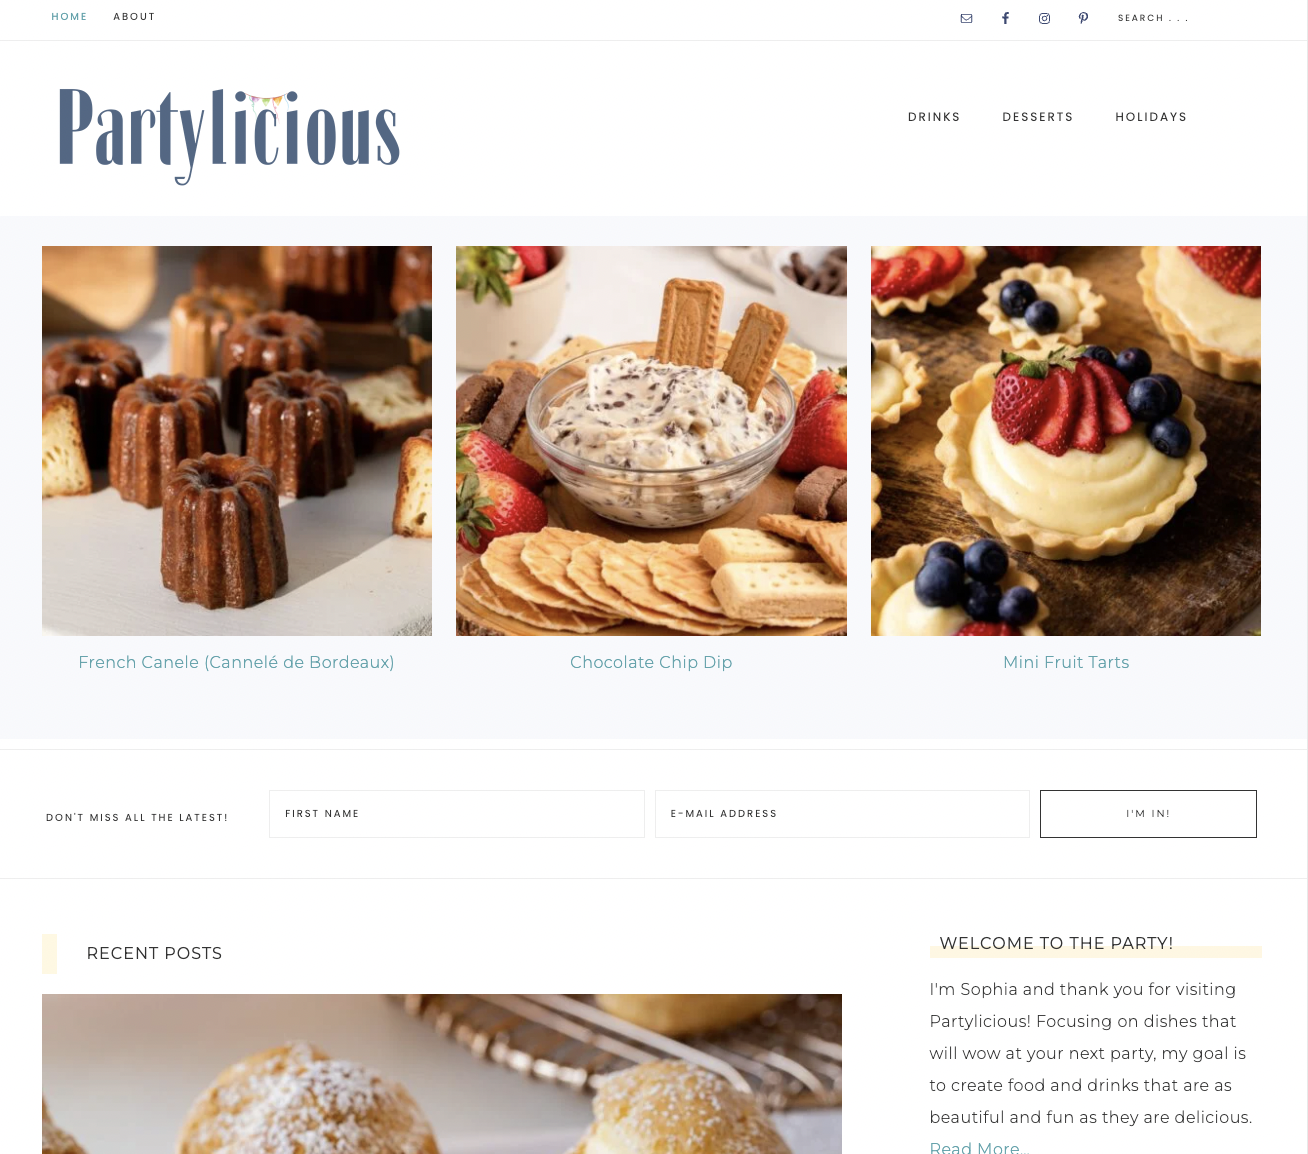 HOME
ABOUT
SEARCH . . .
Partylicious
DRINKS
DESSERTS
HOLIDAYS
French Canele (Cannelé de Bordeaux)
Chocolate Chip Dip
Mini Fruit Tarts
DON'T MISS ALL THE LATEST!
FIRST NAME
E-MAIL ADDRESS
I'M IN!
RECENT POSTS
WELCOME TO THE PARTY!
I'm Sophia and thank you for visiting
Partylicious! Focusing on dishes that
will wow at your next party, my goal is
to create food and drinks that are as
beautiful and fun as they are delicious.
Read More...